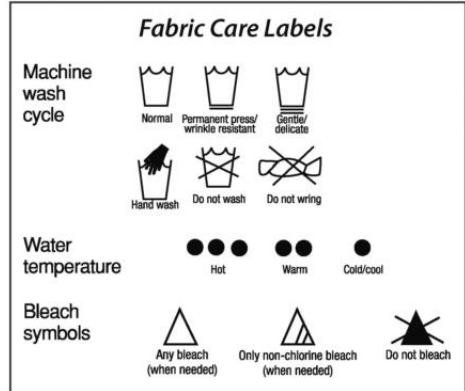 Fabric Care Labels
Machine
wash
cycle
Normal
Permanent press/
wrinkle resistant
Gentle/
delicate
Hand wash
Do not wash
Do not wring
Water
temperature
Hot
Warm
Cold/cool
Bleach
symbols
Any bleach
(when needed)
Only non-chlorine bleach
(when needed)
Do not bleach